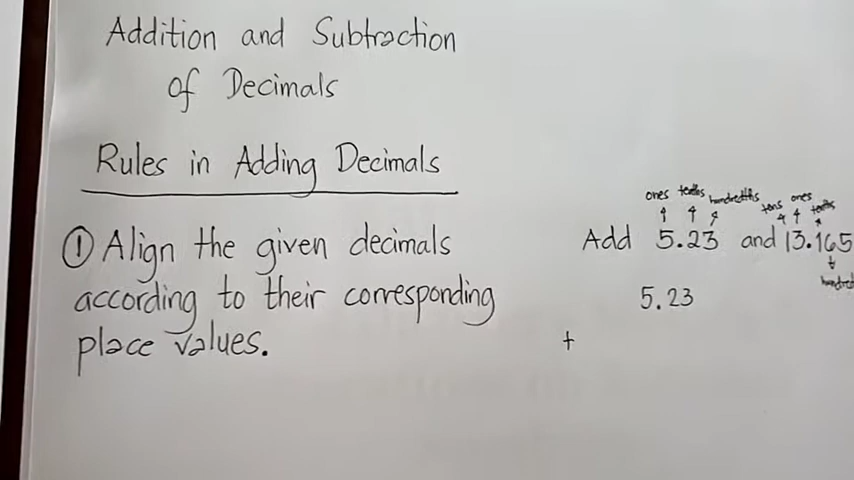 Addition and Subtraction
of Decimals
Rules in Adding Decimals
① Align the given decimals
according to their corresponding
place values.
ones tenths hundredths tens ones tenths
Add 5.23 and 13.165
hundred
5.23
+